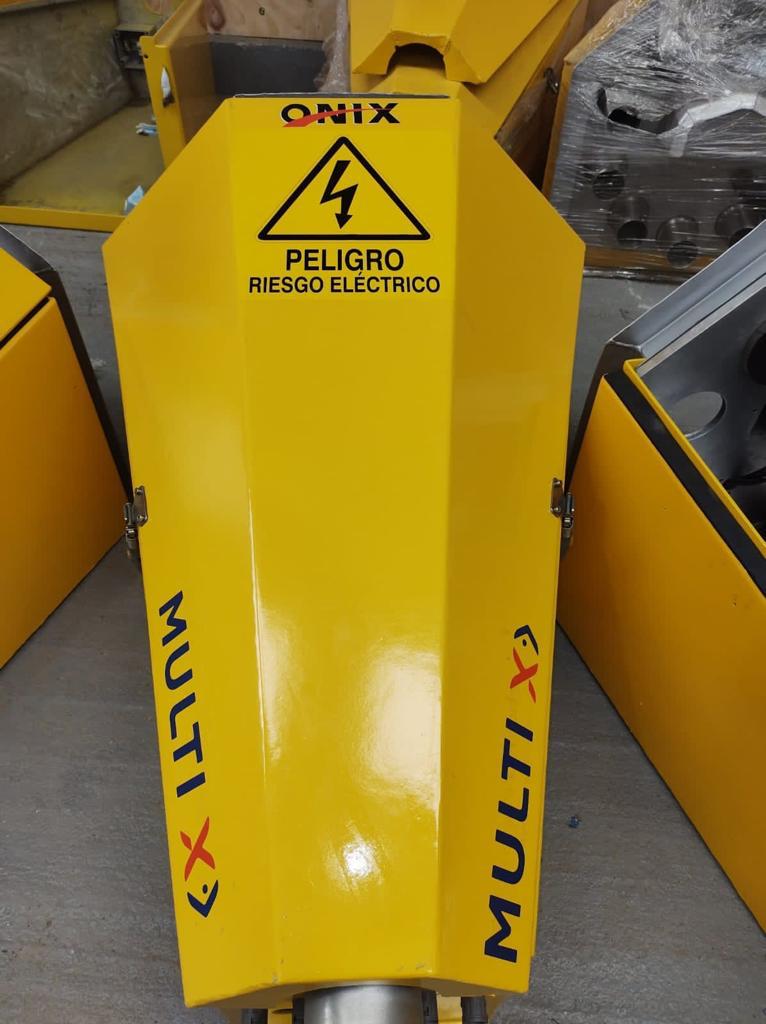 ONIX
PELIGRO
RIESGO ELÉCTRICO
MULTI X
MULTI X